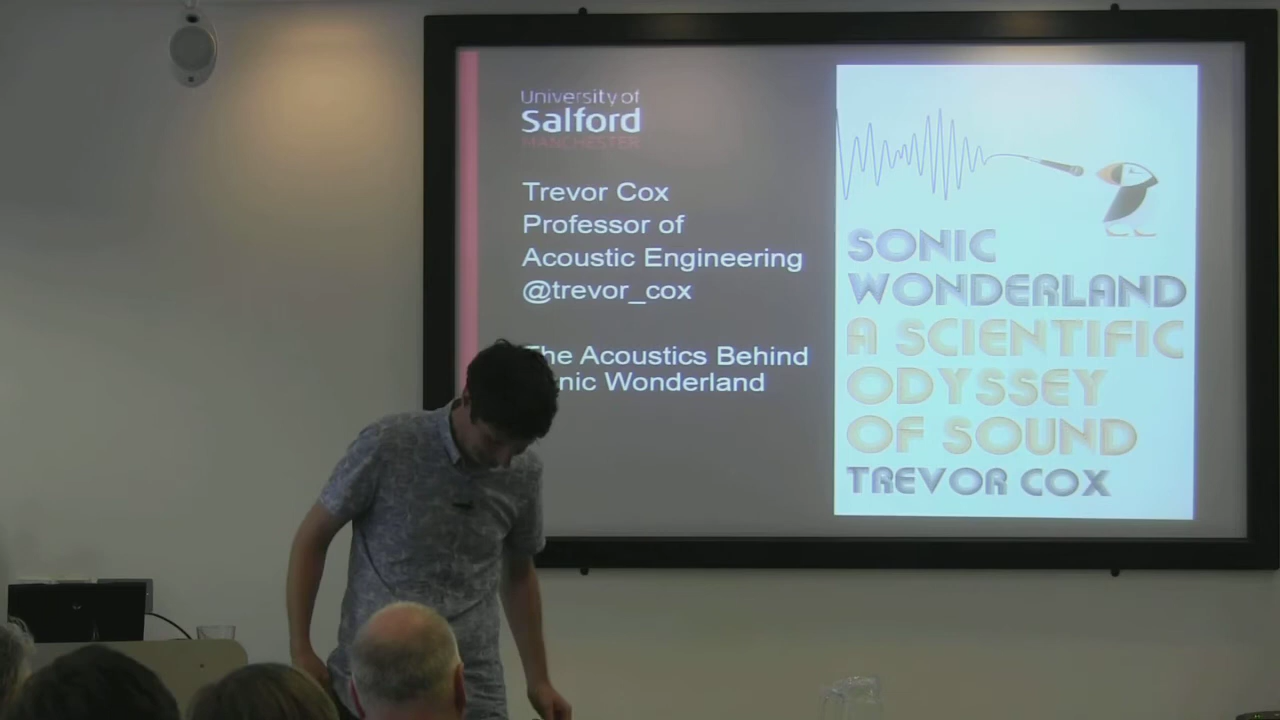 University of
Salford
MANCHESTER
Trevor Cox
Professor of
Acoustic Engineering
@trevor_cox
The Acoustics Behind
nic Wonderland
SONIC
WONDERLAND
A SCIENTIFIC
ODYSSEY
OF SOUND
TREVOR COX